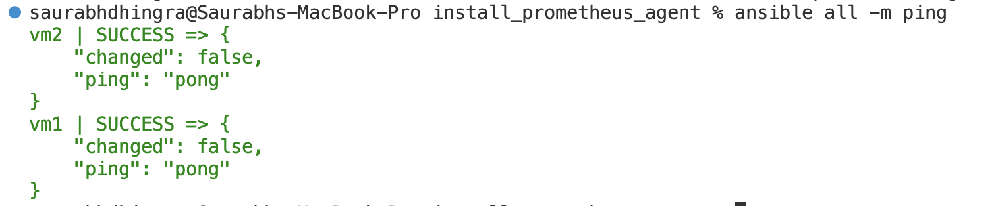 saurabhdhingra@Saurabhs-MacBook-Pro install_prometheus_agent % ansible all -m ping
vm2 | SUCCESS => {
    "changed": false,
    "ping": "pong"
}
vm1 | SUCCESS => {
    "changed": false,
    "ping": "pong"
}